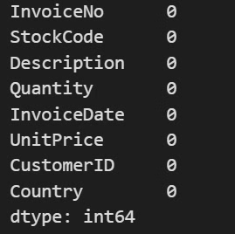 InvoiceNo 0
StockCode 0
Description 0
Quantity 0
InvoiceDate 0
UnitPrice 0
CustomerID 0
Country 0
dtype: int64